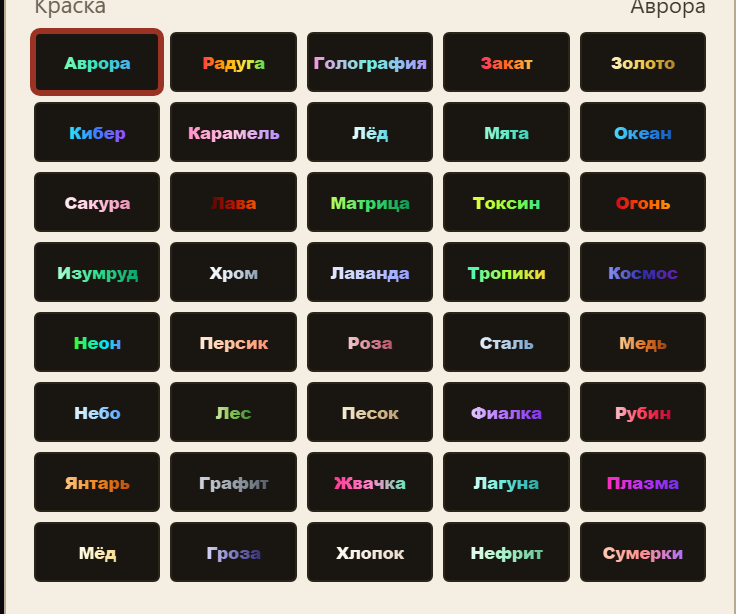 Краска Аврора
Аврора Радуга Голография Закат Золото
Кибер Карамель Лёд Мята Океан
Сакура Лава Матрица Токсин Огонь
Изумруд Хром Лаванда Тропики Космос
Неон Персик Роза Сталь Медь
Небо Лес Песок Фиалка Рубин
Янтарь Графит Жвачка Лагуна Плазма
Мёд Гроза Хлопок Нефрит Сумерки